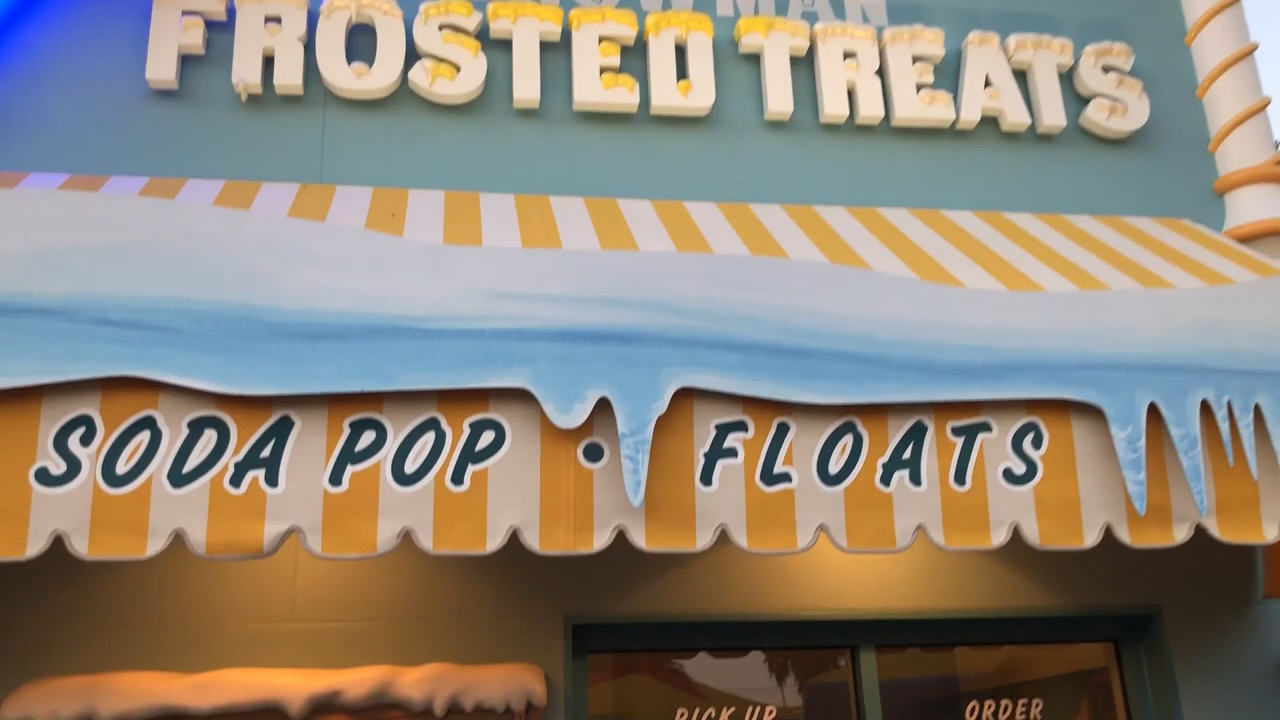 FROSTED TREATS
SODA POP • FLOATS
PICK UP
ORDER